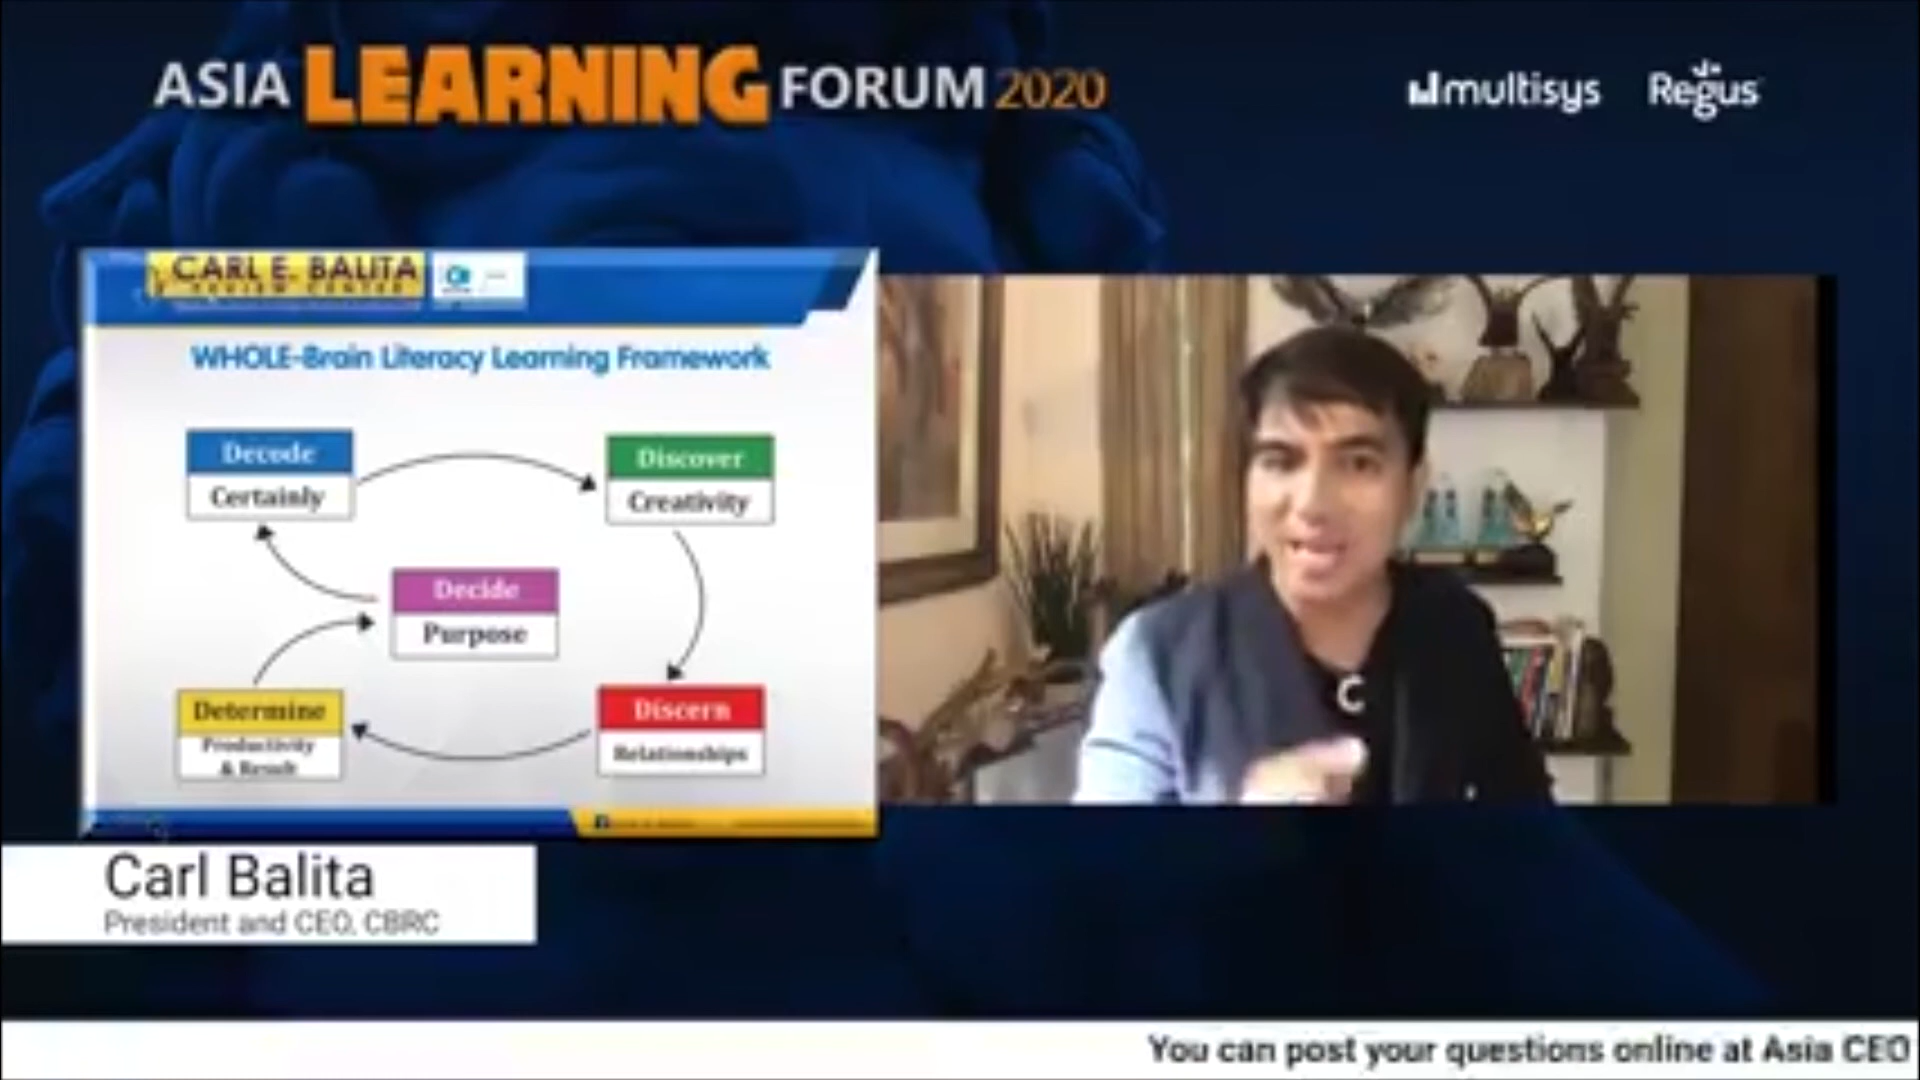 ASIA LEARNING FORUM 2020
multisys
Regus
CARL E. BALITA
REVIEW CENTER
WHOLE-Brain Literacy Learning Framework
Decode
Certainly
Discover
Creativity
Decide
Purpose
Determine
Productivity
& Result
Discern
Relationships
C
Carl Balita
President and CEO, CBRC
You can post your questions online at Asia CEO